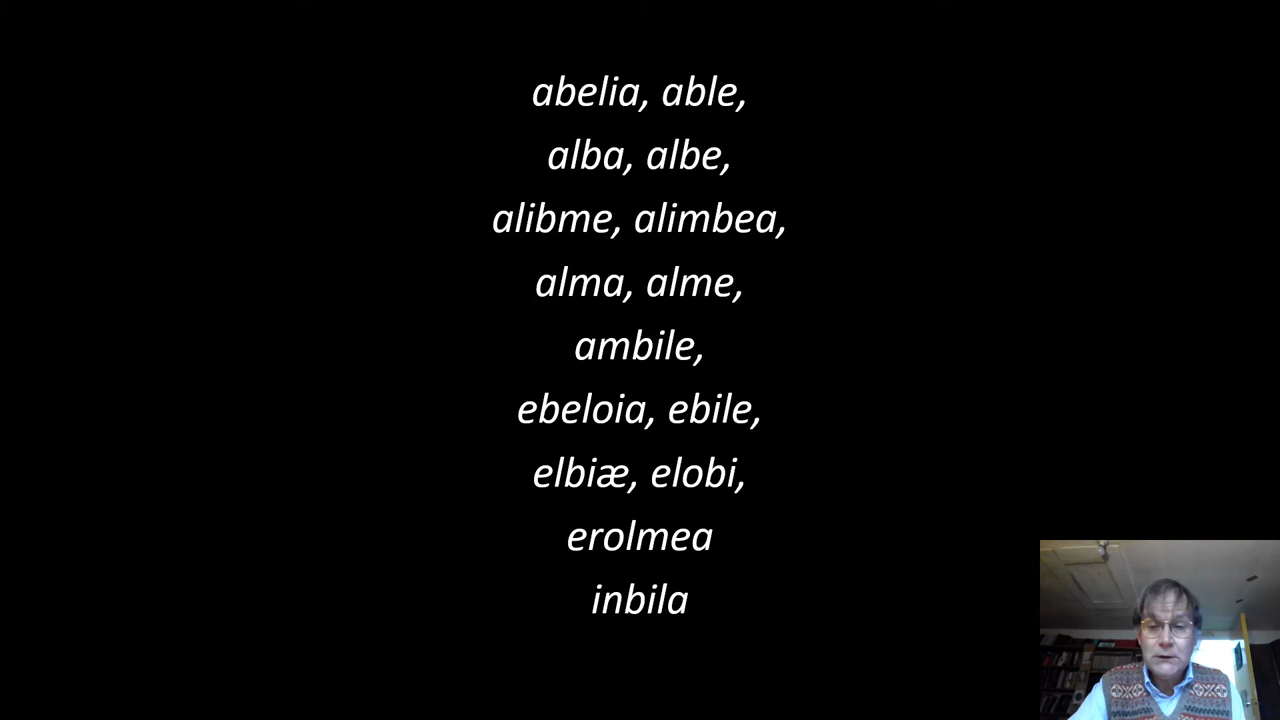 abelia, able,
alba, albe,
alibme, alimbea,
alma, alme,
ambile,
ebeloia, ebile,
elbiæ, elobi,
erolmea
inbila